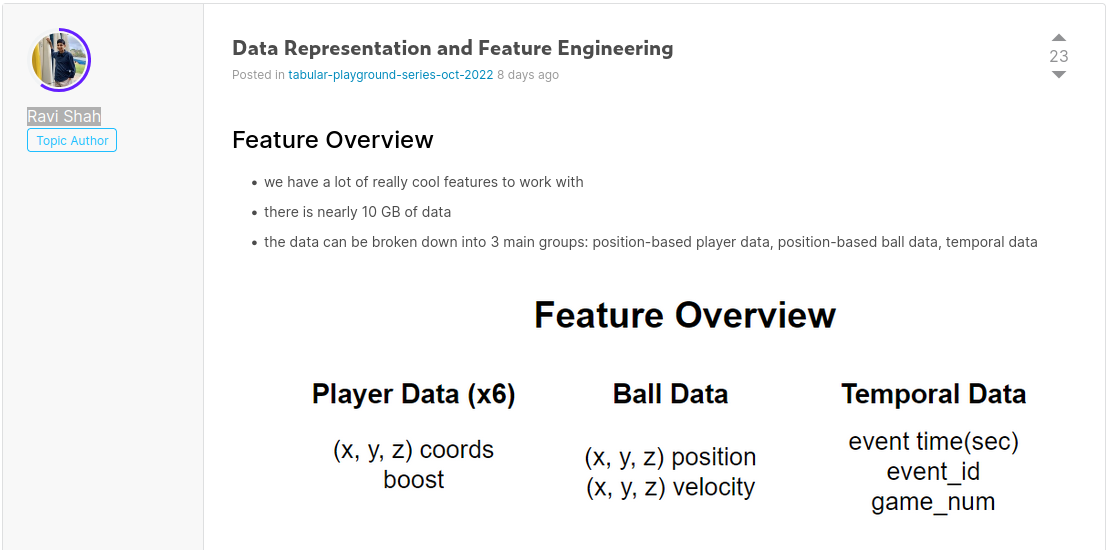 Ravi Shah
Topic Author
Data Representation and Feature Engineering
Posted in tabular-playground-series-oct-2022 8 days ago
23
Feature Overview
• we have a lot of really cool features to work with
• there is nearly 10 GB of data
• the data can be broken down into 3 main groups: position-based player data, position-based ball data, temporal data
Feature Overview
Player Data (x6)
(x, y, z) coords
boost
Ball Data
(x, y, z) position
(x, y, z) velocity
Temporal Data
event time(sec)
event_id
game_num